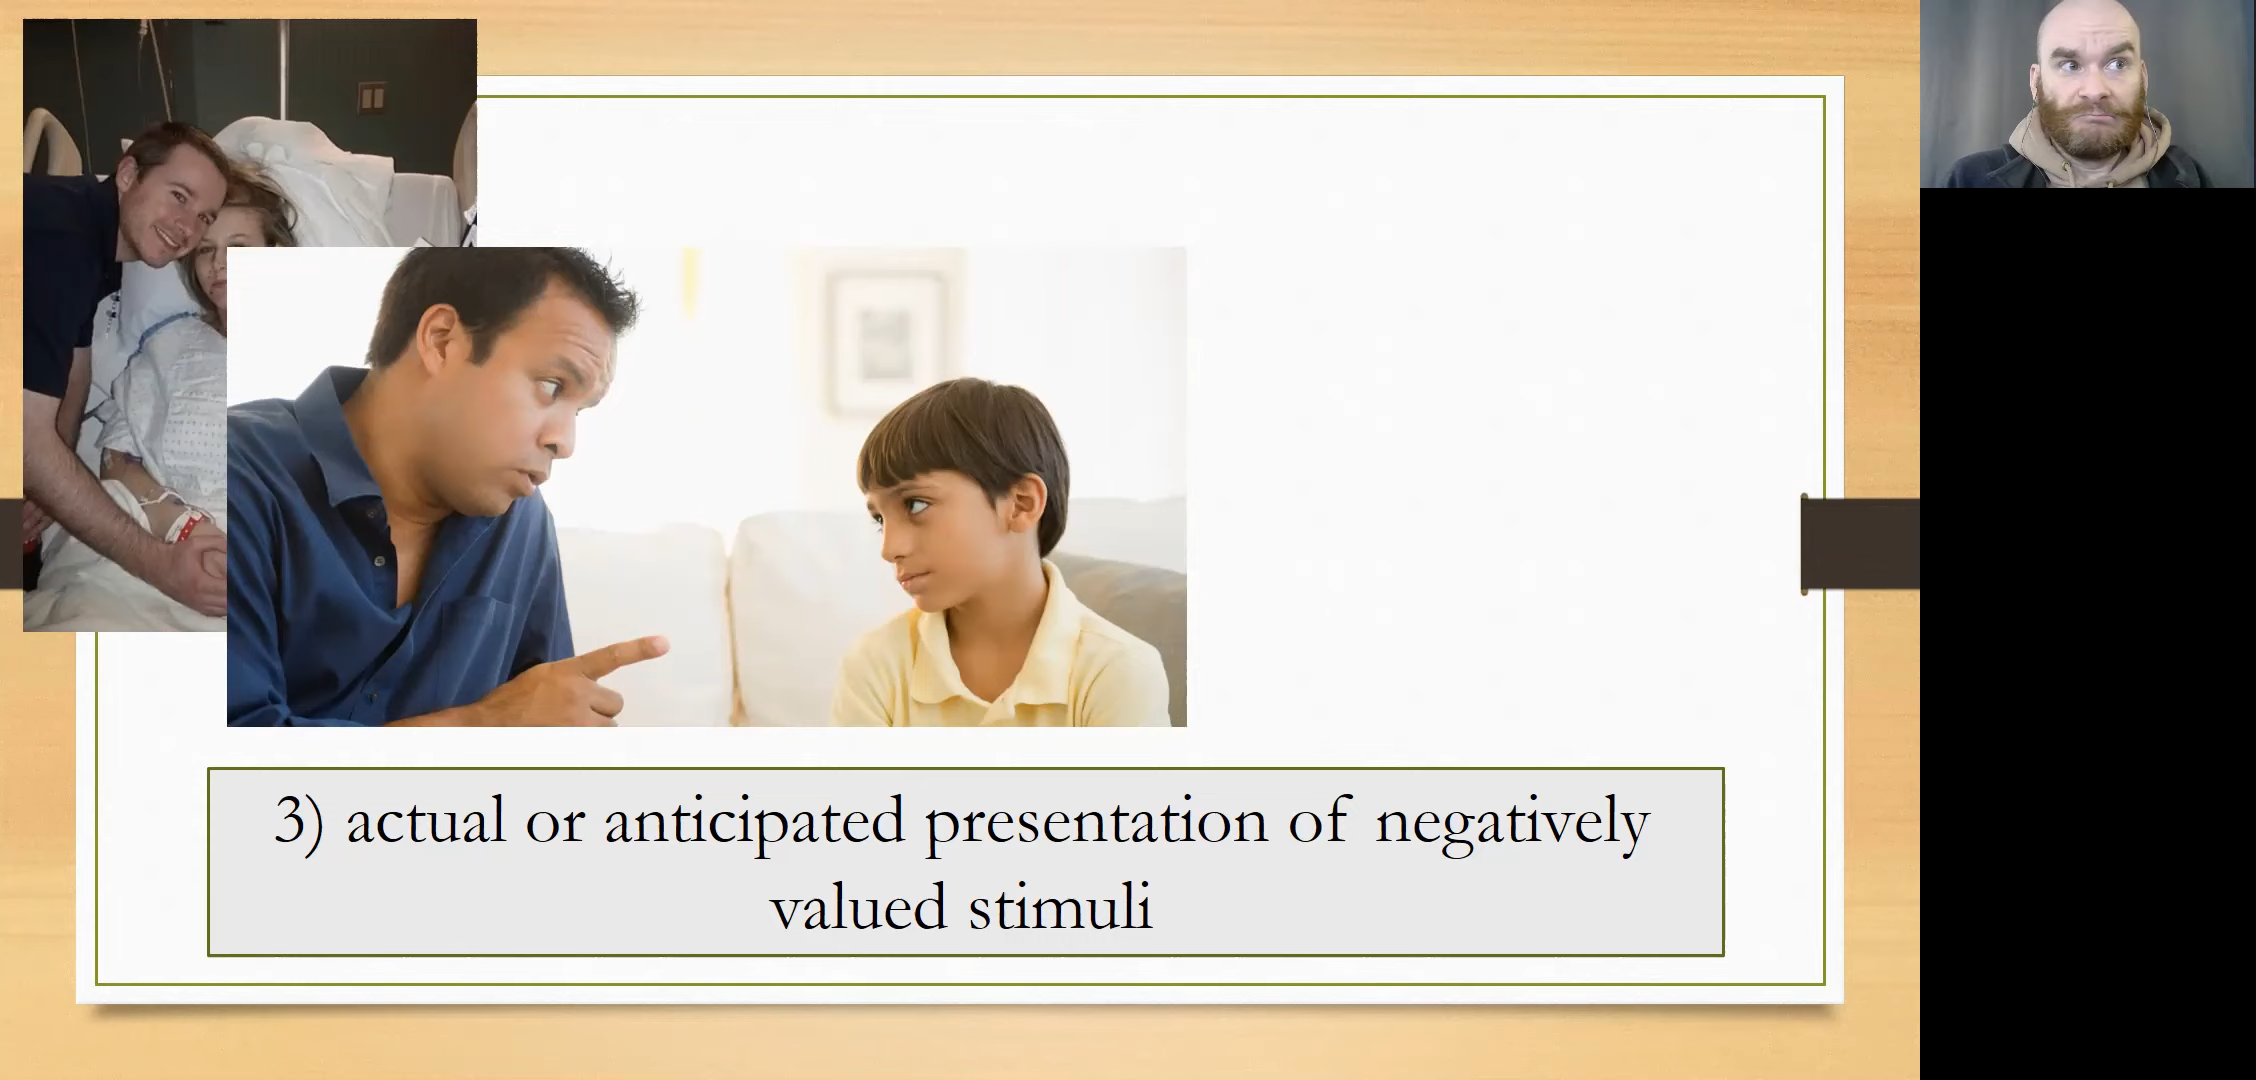 3) actual or anticipated presentation of negatively
valued stimuli